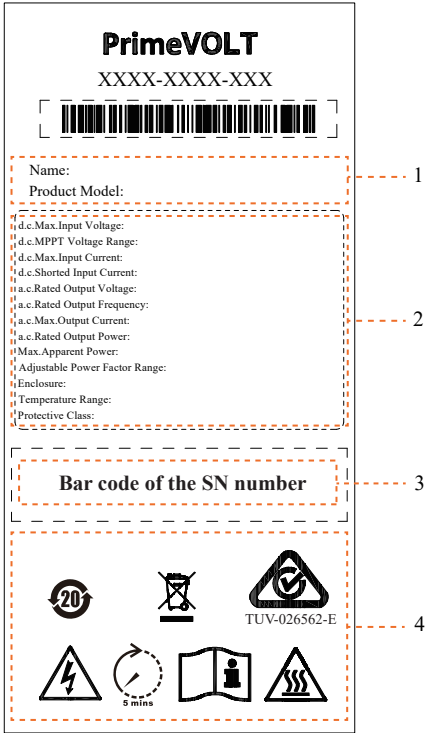 PrimeVOLT
XXXX-XXXX-XXX
Name:
Product Model:
1
d.c.Max.Input Voltage:
d.c.MPPT Voltage Range:
d.c.Max.Input Current:
d.c.Shorted Input Current:
a.c.Rated Output Voltage:
a.c.Rated Output Frequency:
a.c.Max.Output Current:
a.c.Rated Output Power:
Max.Apparent Power:
Adjustable Power Factor Range:
Enclosure:
Temperature Range:
Protective Class:
2
Bar code of the SN number
3
20
TUV-026562-E
4
5 mins